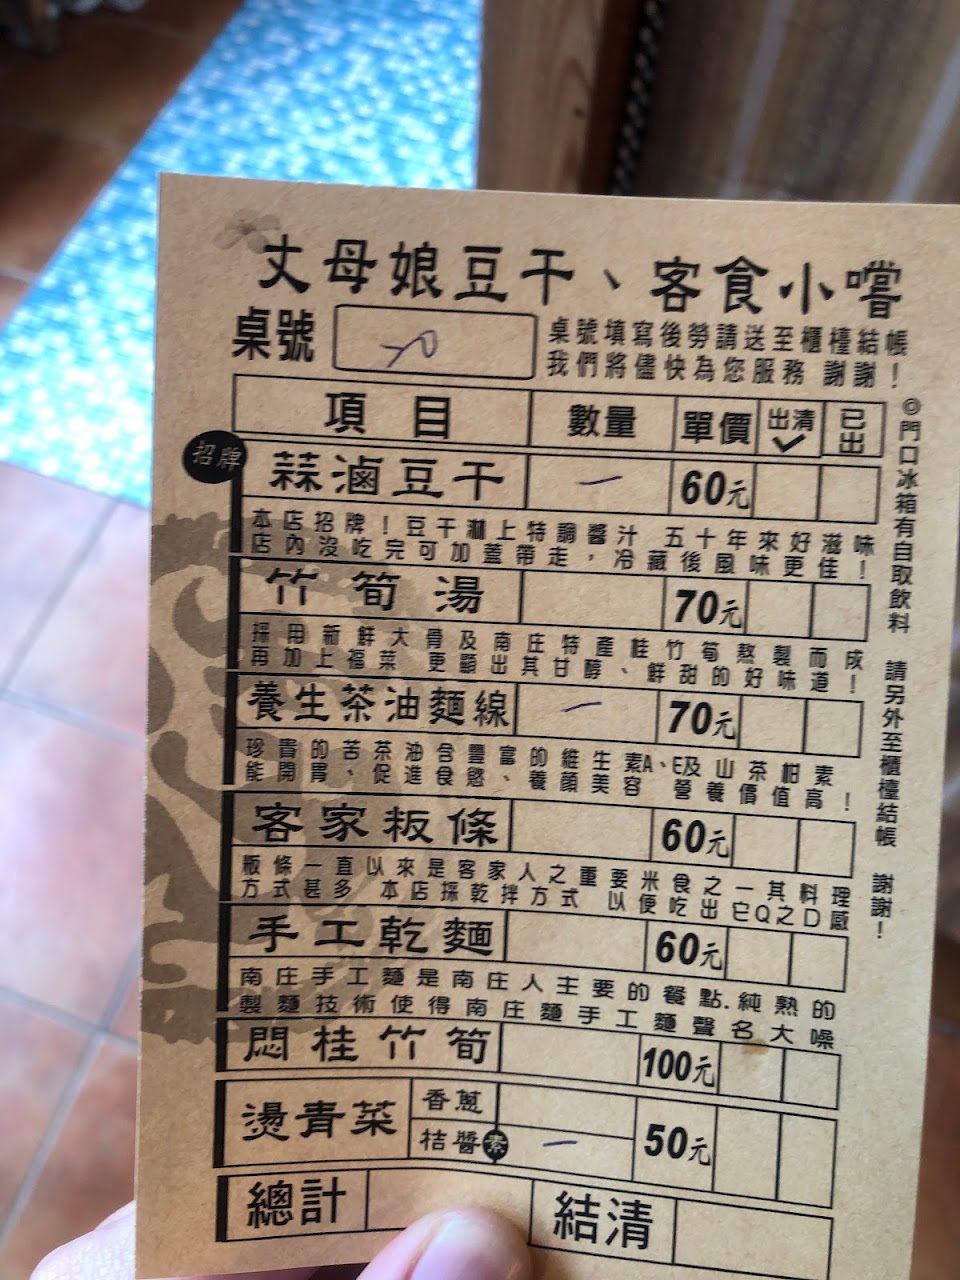 丈母娘豆干、客食小嚐
桌號
桌號填寫後勞請送至櫃檯結帳
我們將儘快為您服務 謝謝！
項目 數量 單價 出清✓ 已出
招牌
蒜滷豆干 一 60元
本店招牌！豆干淋上特調醬汁 五十年來好滋味
店內沒吃完可加蓋帶走，冷藏後風味更佳！
竹筍湯 70元
採用新鮮大骨及南庄特產桂竹筍熬製而成
再加上福菜 更顯出其甘醇、鮮甜的好味道！
養生茶油麵線 一 70元
珍貴的苦茶油含豐富的維生素A、E及山茶柑素
能開胃、促進食慾、養顏美容 營養價值高！
客家粄條 60元
粄條一直以來是客家人之重要米食之一其料理
方式甚多 本店採乾拌方式 以便吃出它Q之口感
手工乾麵 60元
南庄手工麵是南庄人主要的餐點.純熟的
製麵技術使得南庄麵手工麵聲名大噪
悶桂竹筍 100元
燙青菜 香蔥 50元
桔醬 素 一
總計 結清
◎門口冰箱有自取飲料 請另外至櫃檯結帳 謝謝！